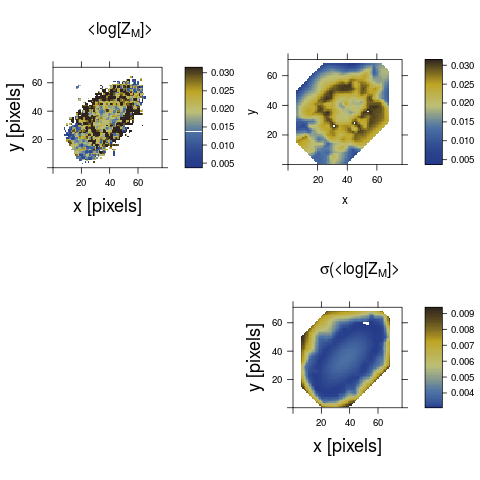 <log[Z_M]>
60
40
20
20 40 60
y [pixels]
x [pixels]
0.030
0.025
0.020
0.015
0.010
0.005
60
40
20
20 40 60
y
x
0.030
0.025
0.020
0.015
0.010
0.005
σ(<log[Z_M]>
60
40
20
20 40 60
y [pixels]
x [pixels]
0.009
0.008
0.007
0.006
0.005
0.004